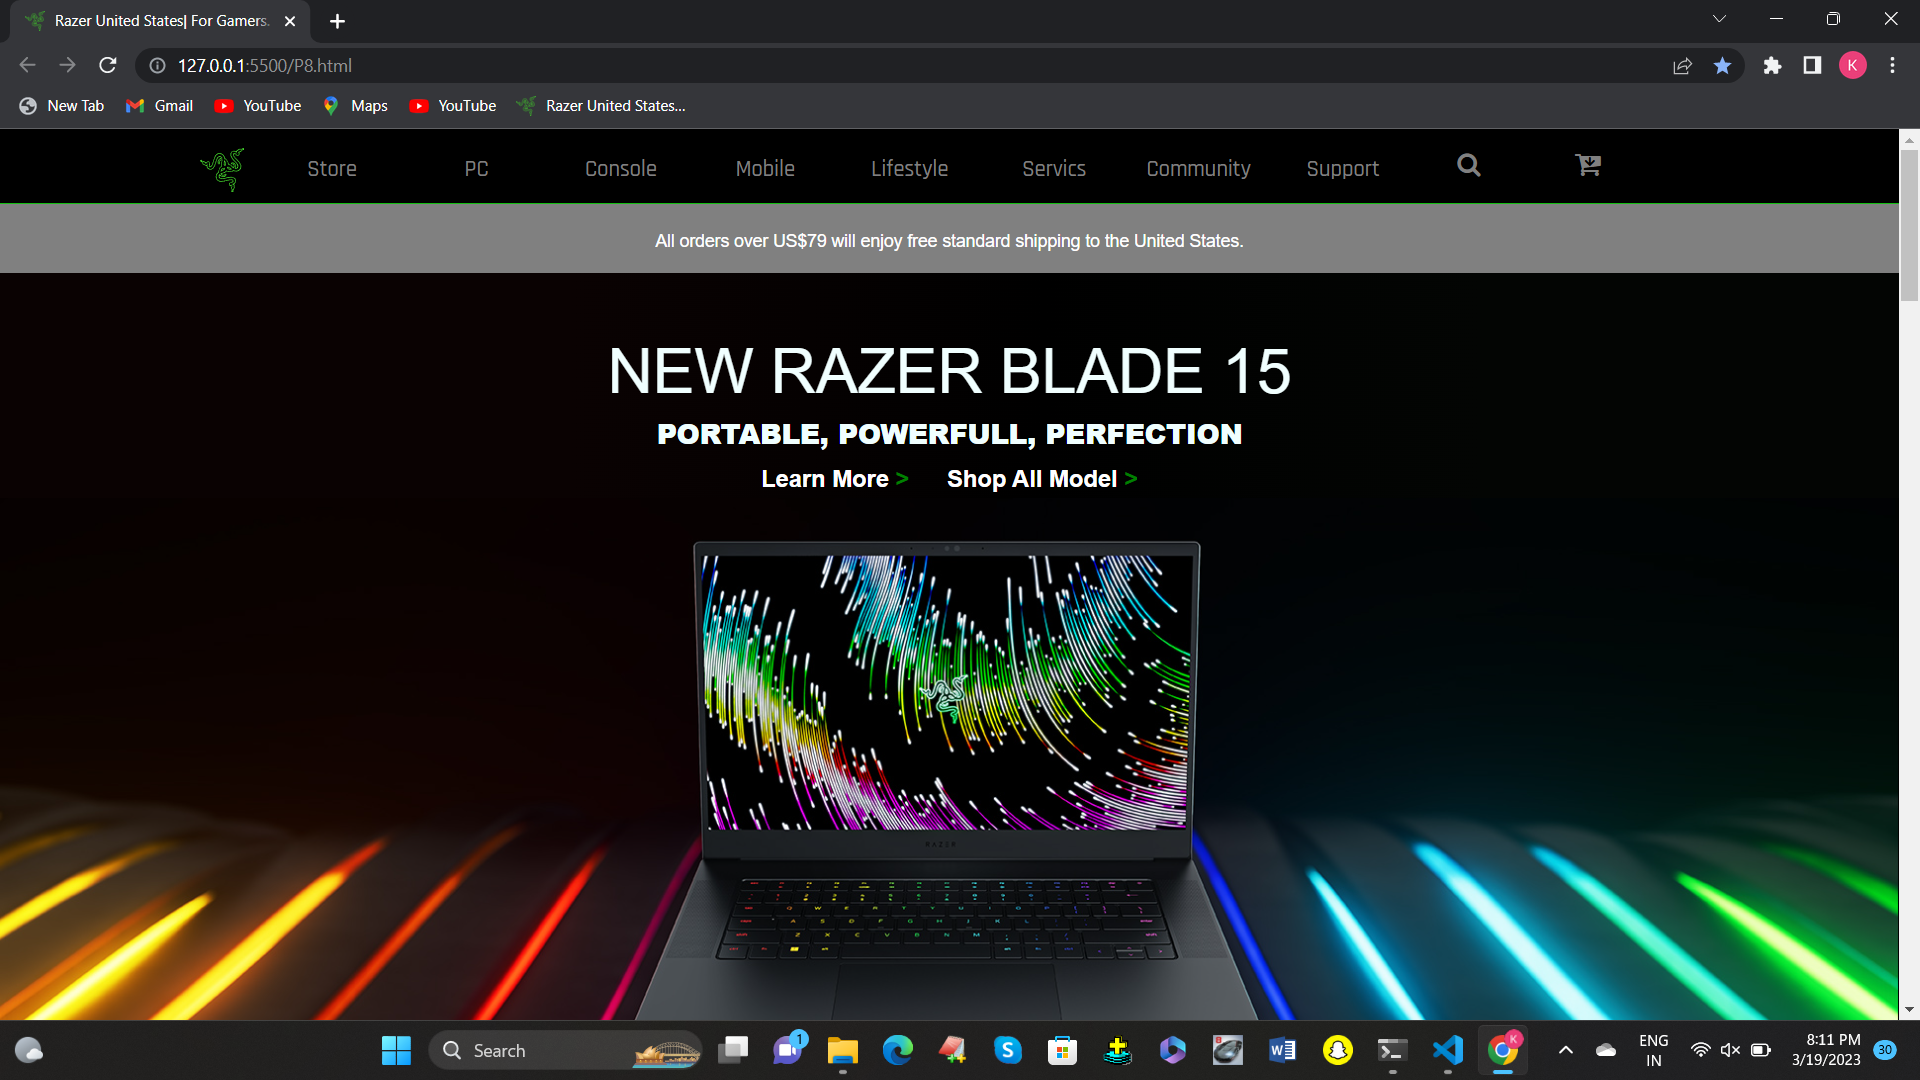 Razer United States| For Gamers.
127.0.0.1:5500/P8.html
K
New Tab Gmail YouTube Maps YouTube Razer United States...
Store PC Console Mobile Lifestyle Servics Community Support
All orders over US$79 will enjoy free standard shipping to the United States.
NEW RAZER BLADE 15
PORTABLE, POWERFULL, PERFECTION
Learn More > Shop All Model >
RAZER
Search
1
K
ENG
IN
8:11 PM
3/19/2023
30